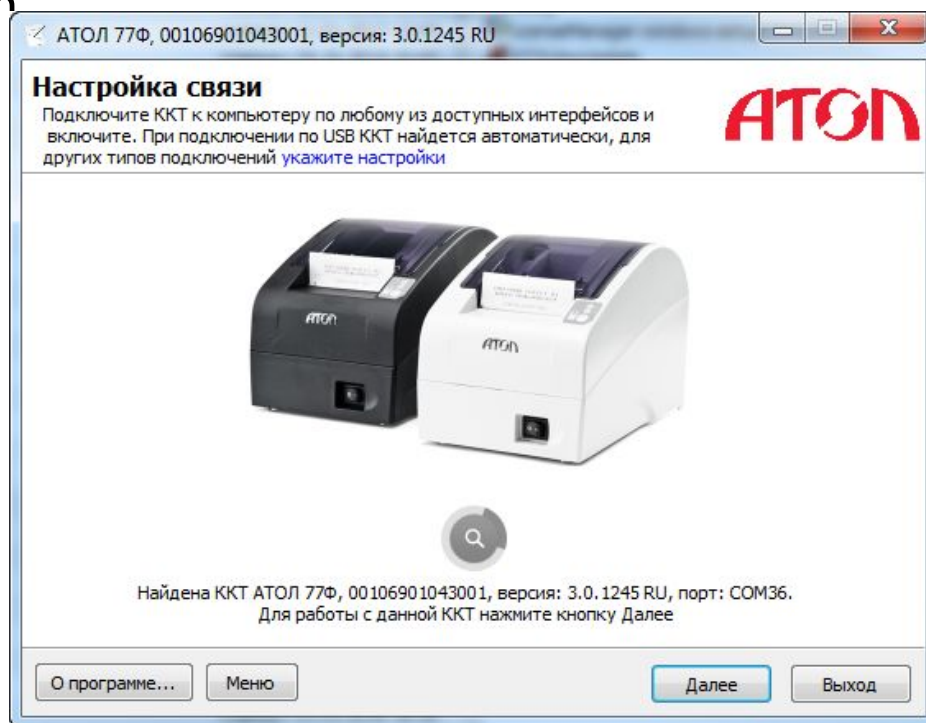 АТОЛ 77Ф, 00106901043001, версия: 3.0.1245 RU
Настройка связи
Подключите ККТ к компьютеру по любому из доступных интерфейсов и
включите. При подключении по USB ККТ найдется автоматически, для
других типов подключений укажите настройки
АТОЛ
АТОЛ
АТОЛ
Найдена ККТ АТОЛ 77Ф, 00106901043001, версия: 3.0.1245 RU, порт: COM36.
Для работы с данной ККТ нажмите кнопку Далее
О программе...
Меню
Далее
Выход